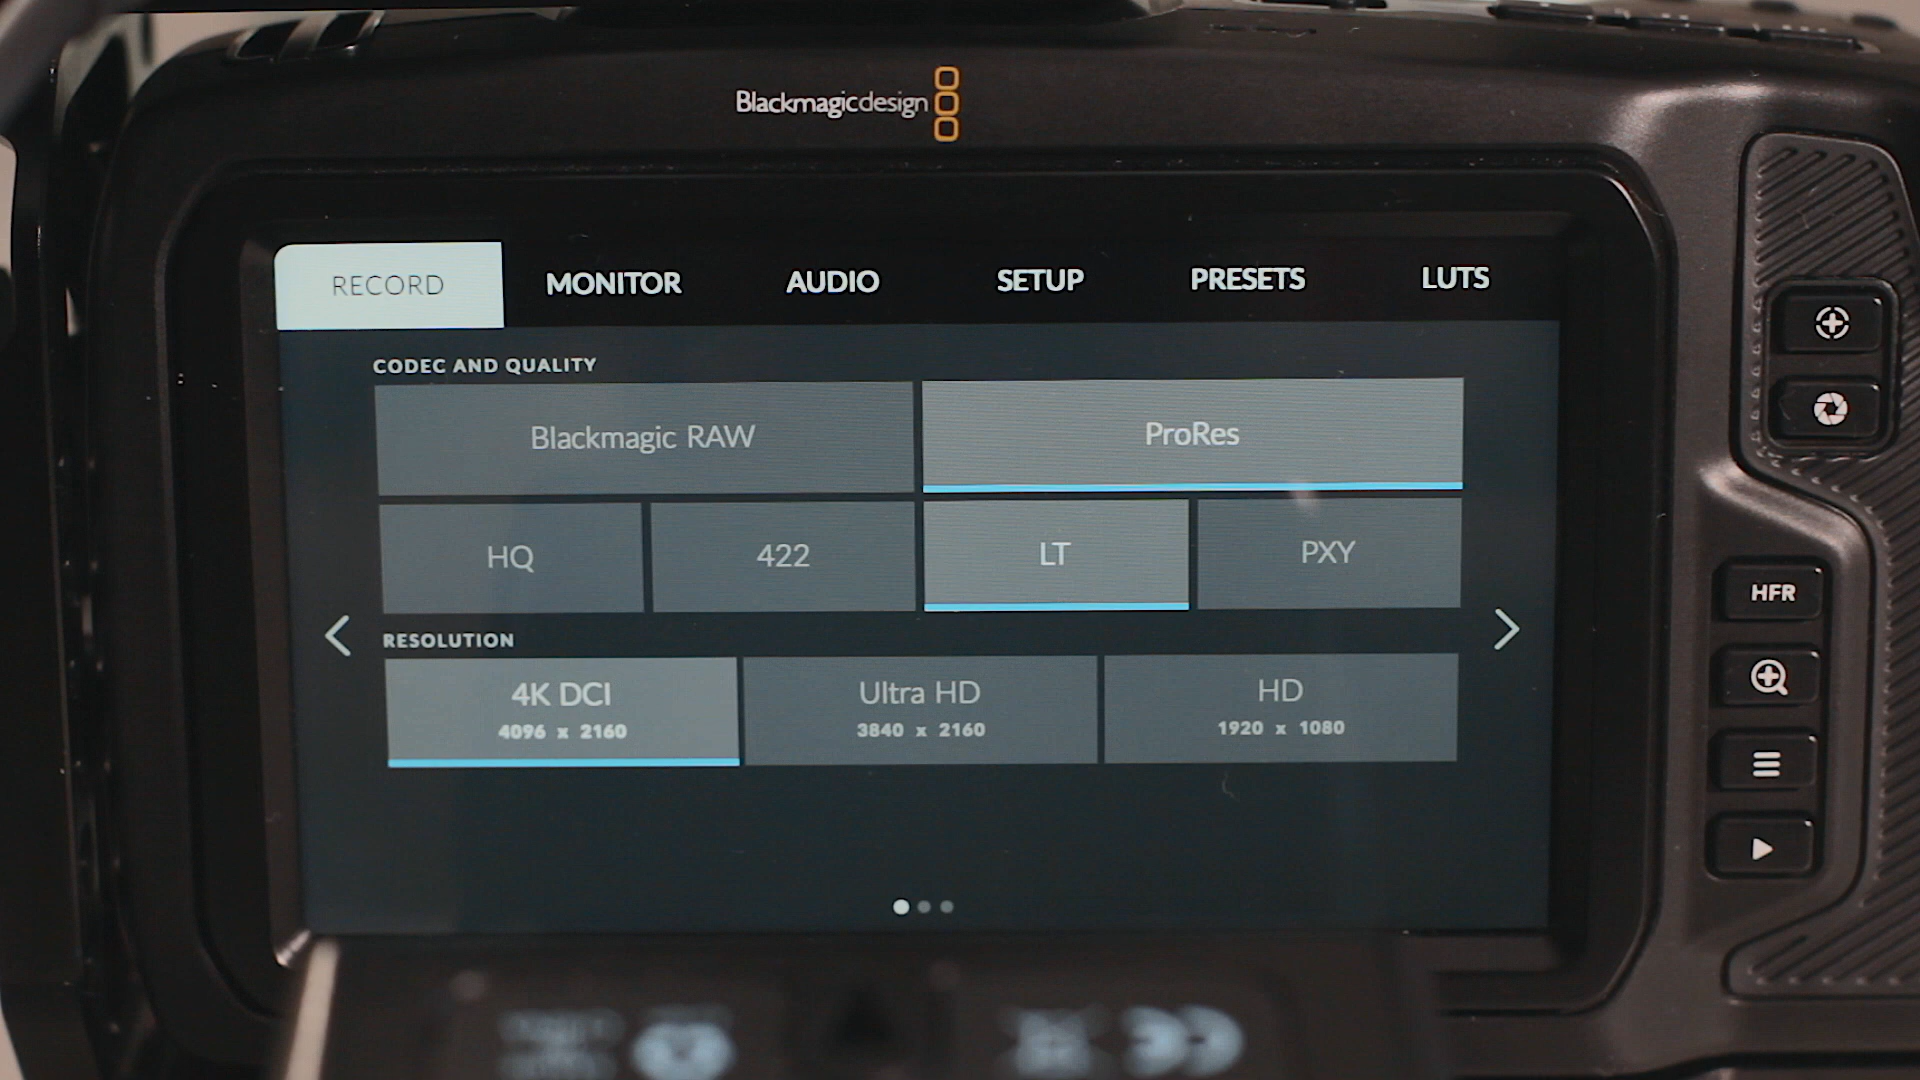 Blackmagicdesign
RECORD MONITOR AUDIO SETUP PRESETS LUTS
CODEC AND QUALITY
Blackmagic RAW ProRes
HQ 422 LT PXY
HFR
RESOLUTION
4K DCI Ultra HD HD
4096 x 2160 3840 x 2160 1920 x 1080